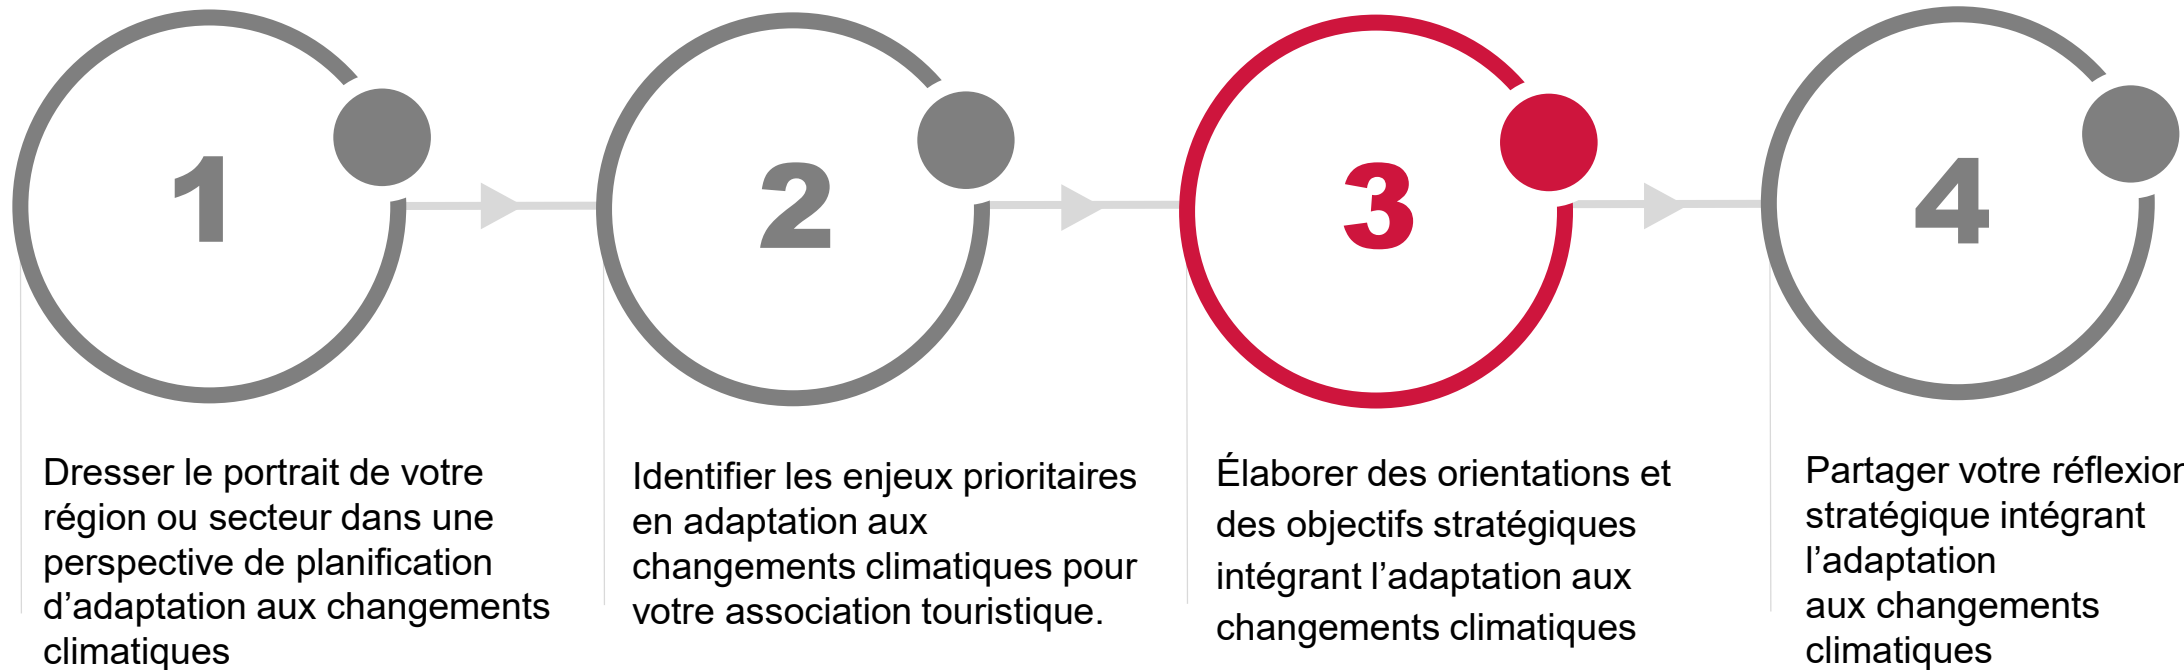 1
Dresser le portrait de votre
région ou secteur dans une
perspective de planification
d’adaptation aux changements
climatiques
2
Identifier les enjeux prioritaires
en adaptation aux
changements climatiques pour
votre association touristique.
3
Élaborer des orientations et
des objectifs stratégiques
intégrant l’adaptation aux
changements climatiques
4
Partager votre réflexion
stratégique intégrant
l’adaptation
aux changements
climatiques